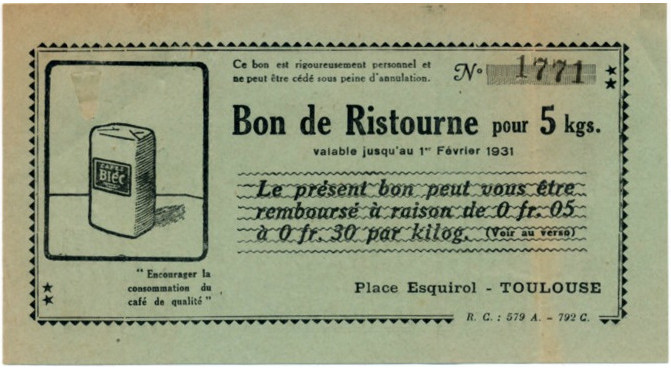 Ce bon est rigoureusement personnel et
ne peut être cédé sous peine d'annulation.
N° 1771
Bon de Ristourne pour 5 kgs.
valable jusqu'au 1er Février 1931
Le présent bon peut vous être
remboursé à raison de 0 fr. 05
à 0 fr. 30 par kilog. (Voir au verso)
CAFÉS
BIEC
" Encourager la
consommation du
café de qualité "
Place Esquirol - TOULOUSE
R. C. : 579 A. - 792 C.